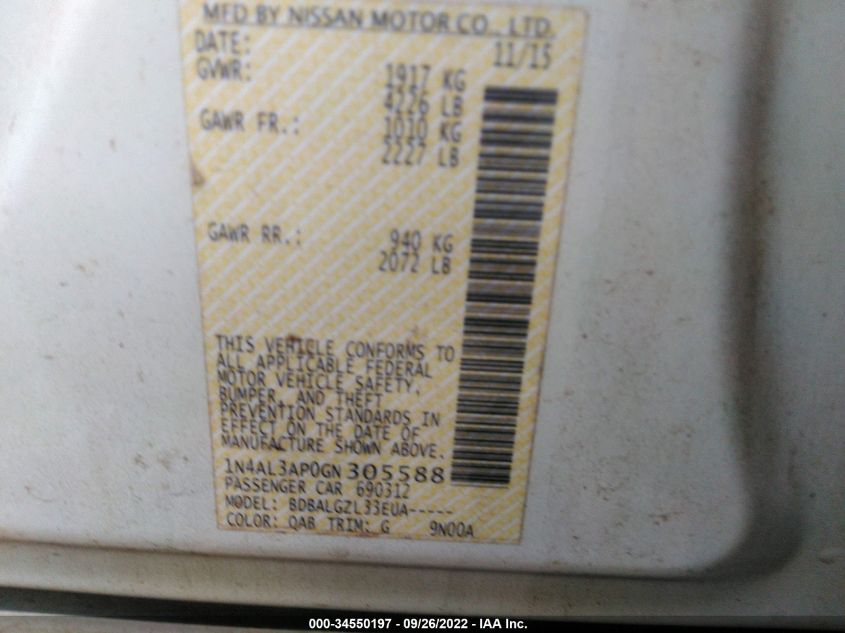 MFD BY NISSAN MOTOR CO., LTD.
DATE: 11/15
GVWR: 1917 KG
4226 LB
GAWR FR.: 1010 KG
2227 LB
GAWR RR.: 940 KG
2072 LB
THIS VEHICLE CONFORMS TO
ALL APPLICABLE FEDERAL
MOTOR VEHICLE SAFETY,
BUMPER, AND THEFT
PREVENTION STANDARDS IN
EFFECT ON THE DATE OF
MANUFACTURE SHOWN ABOVE.
1N4AL3AP0GN305588
PASSENGER CAR 690312
MODEL: BDBALGZL33EUA-----
COLOR: QAB TRIM: G 9N00A
000-34550197 - 09/26/2022 - IAA Inc.